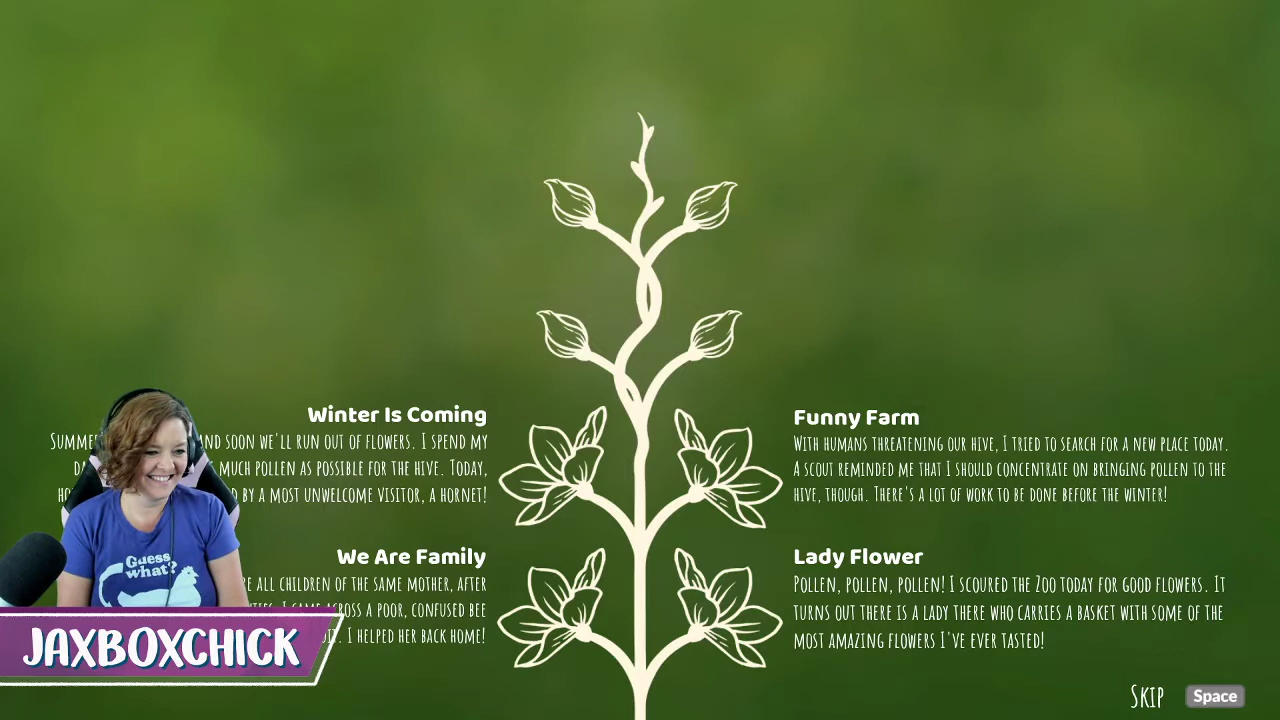 Winter Is Coming
Summe and soon we'll run out of flowers. I spend my
much pollen as possible for the hive. Today,
by a most unwelcome visitor, a hornet!
Funny Farm
With humans threatening our hive, I tried to search for a new place today.
A scout reminded me that I should concentrate on bringing pollen to the
hive, though. There's a lot of work to be done before the winter!
We Are Family
all children of the same mother, after
I came across a poor, confused bee
I helped her back home!
Lady Flower
Pollen, pollen, pollen! I scoured the Zoo today for good flowers. It
turns out there is a lady there who carries a basket with some of the
most amazing flowers I've ever tasted!
Guess
what?
JAXBOXCHICK
Skip Space